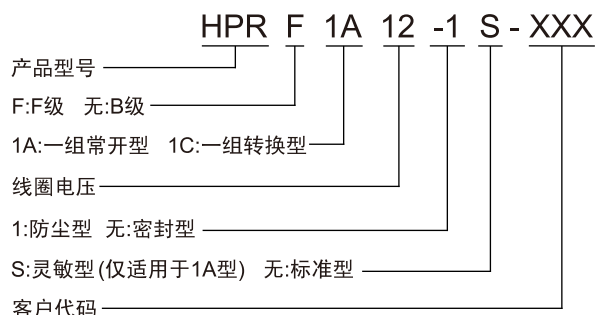 HPR F 1A 12 -1 S - XXX
产品型号
F:F级 无:B级
1A:一组常开型 1C:一组转换型
线圈电压
1:防尘型 无:密封型
S:灵敏型(仅适用于1A型) 无:标准型
客户代码